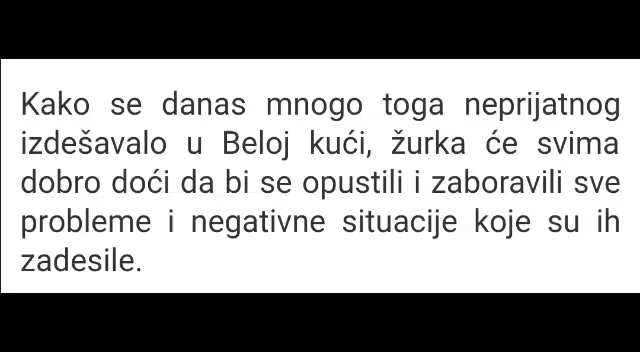 Kako se danas mnogo toga neprijatnog
izdešavalo u Beloj kući, žurka će svima
dobro doći da bi se opustili i zaboravili sve
probleme i negativne situacije koje su ih
zadesile.